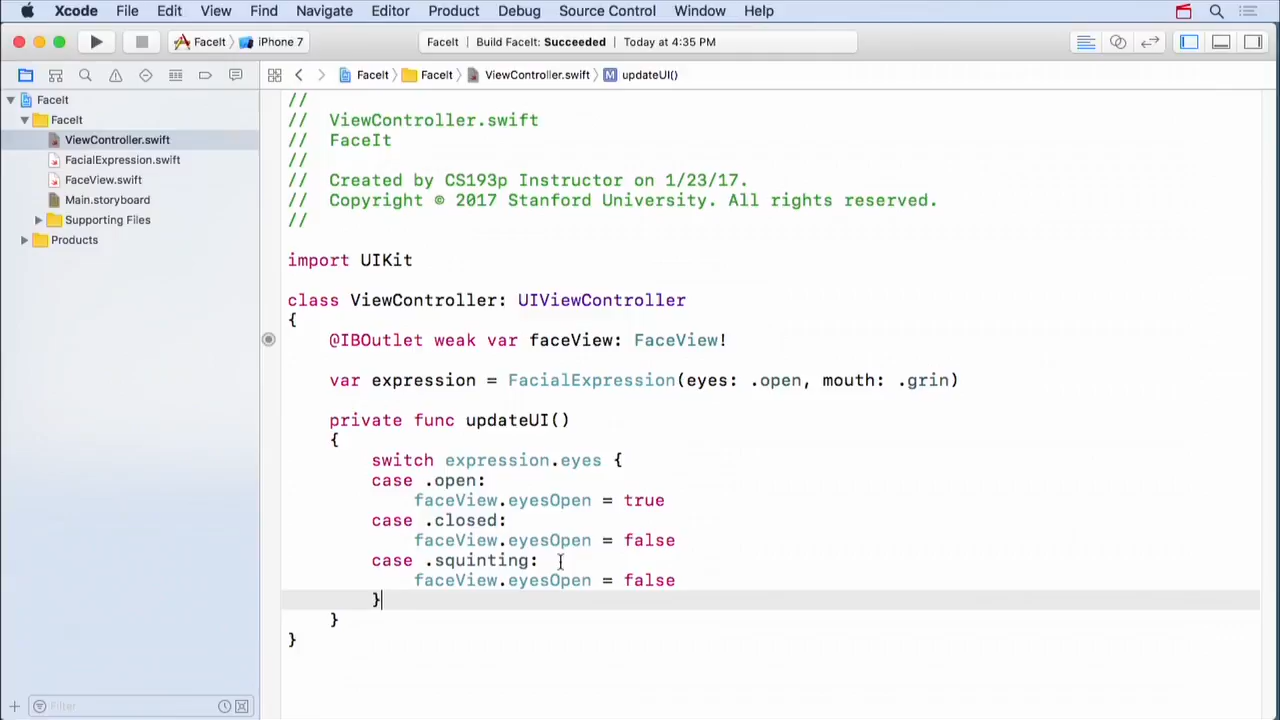 Xcode File Edit View Find Navigate Editor Product Debug Source Control Window Help
FaceIt iPhone 7 FaceIt Build FaceIt: Succeeded Today at 4:35 PM
FaceIt FaceIt ViewController.swift M updateUI()
FaceIt
FaceIt
ViewController.swift
FacialExpression.swift
FaceView.swift
Main.storyboard
Supporting Files
Products
Filter
//
// ViewController.swift
// FaceIt
//
// Created by CS193p Instructor on 1/23/17.
// Copyright © 2017 Stanford University. All rights reserved.
//
import UIKit
class ViewController: UIViewController
{
@IBOutlet weak var faceView: FaceView!
var expression = FacialExpression(eyes: .open, mouth: .grin)
private func updateUI()
{
switch expression.eyes {
case .open:
faceView.eyesOpen = true
case .closed:
faceView.eyesOpen = false
case .squinting:
faceView.eyesOpen = false
}
}
}